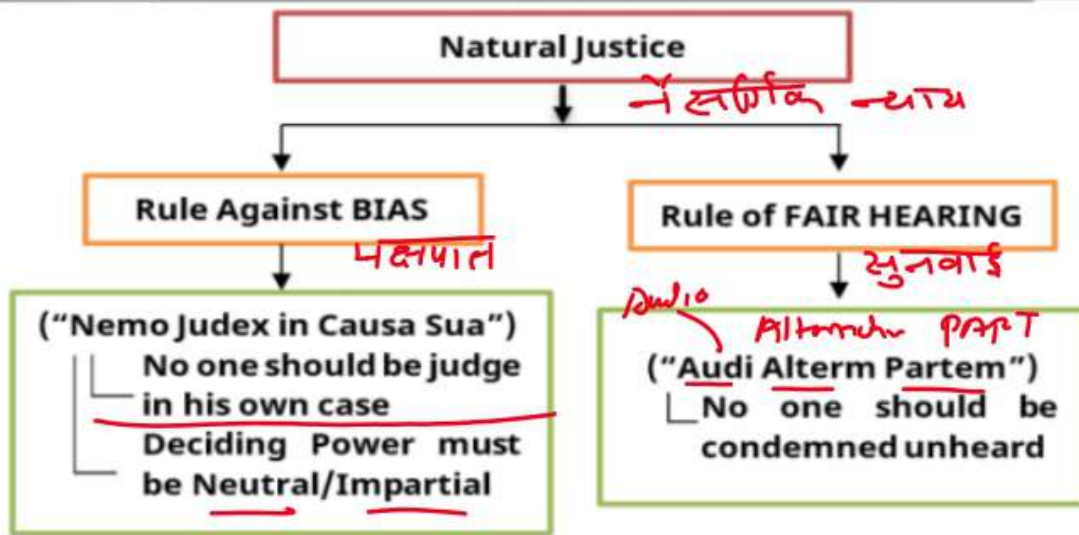 Natural Justice
नैसर्गिक न्याय
Rule Against BIAS
पक्षपात
("Nemo Judex in Causa Sua")
No one should be judge
in his own case
Deciding Power must
be Neutral/Impartial
Rule of FAIR HEARING
सुनवाई
Audio
PART
("Audi Alterm Partem")
No one should be
condemned unheard